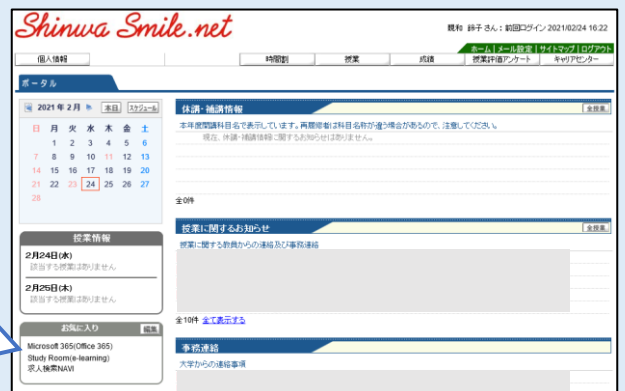 Shinwa Smile.net
親和 鈴子 さん：前回ログイン 2021/02/24 16:22
ホーム | メール設定 | サイトマップ | ログアウト
個人情報 時間割 授業 成績 授業評価アンケート キャリアセンター
ポータル
2021年2月 本日 スケジュール
日 月 火 水 木 金 土
1 2 3 4 5 6
7 8 9 10 11 12 13
14 15 16 17 18 19 20
21 22 23 24 25 26 27
28
授業情報
2月24日(水)
該当する授業はありません
2月25日(木)
該当する授業はありません
お気に入り 編集
Microsoft 365(Office 365)
Study Room(e-learning)
求人検索NAVI
休講・補講情報 全授業
本年度開講科目名で表示しています。再履修者は科目名称が違う場合があるので、注意してください。
現在、休講・補講情報に関するお知らせはありません。
全0件
授業に関するお知らせ 全授業
授業に関する教員からの連絡及び事務連絡
全10件 全て表示する
事務連絡
大学からの連絡事項